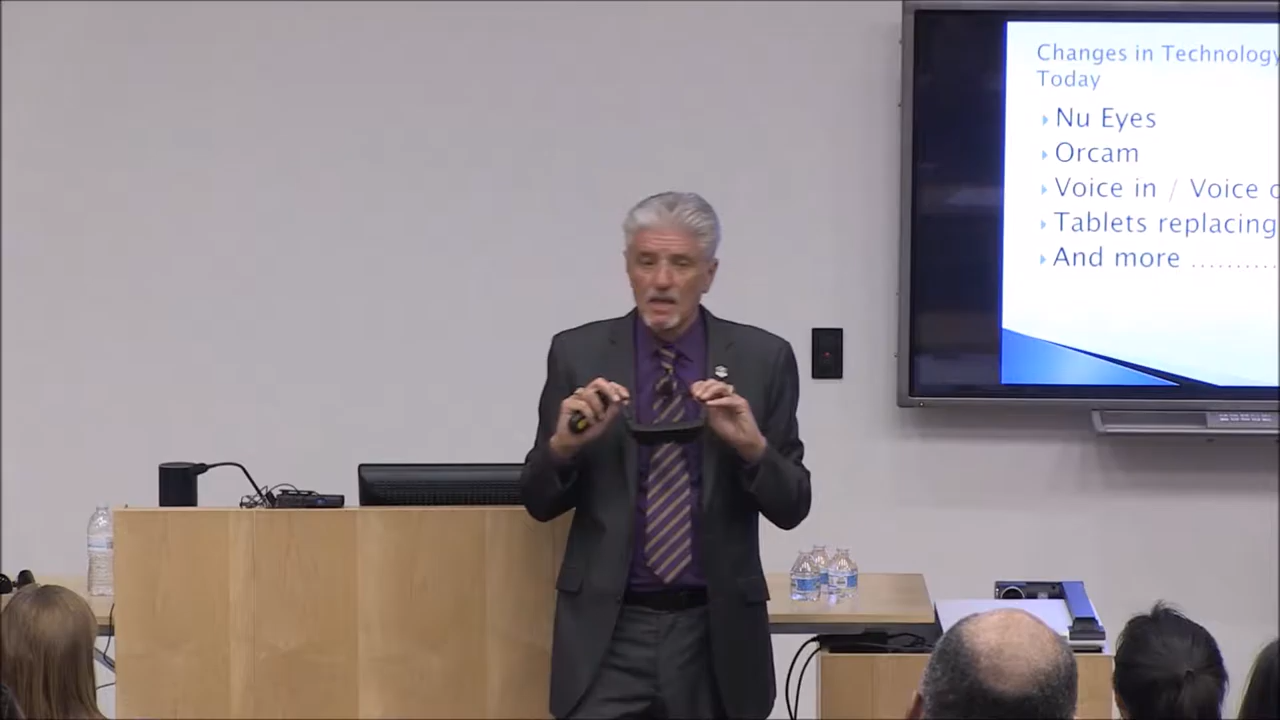 Changes in Technology
Today
Nu Eyes
Orcam
Voice in / Voice
Tablets replacing
And more ..........